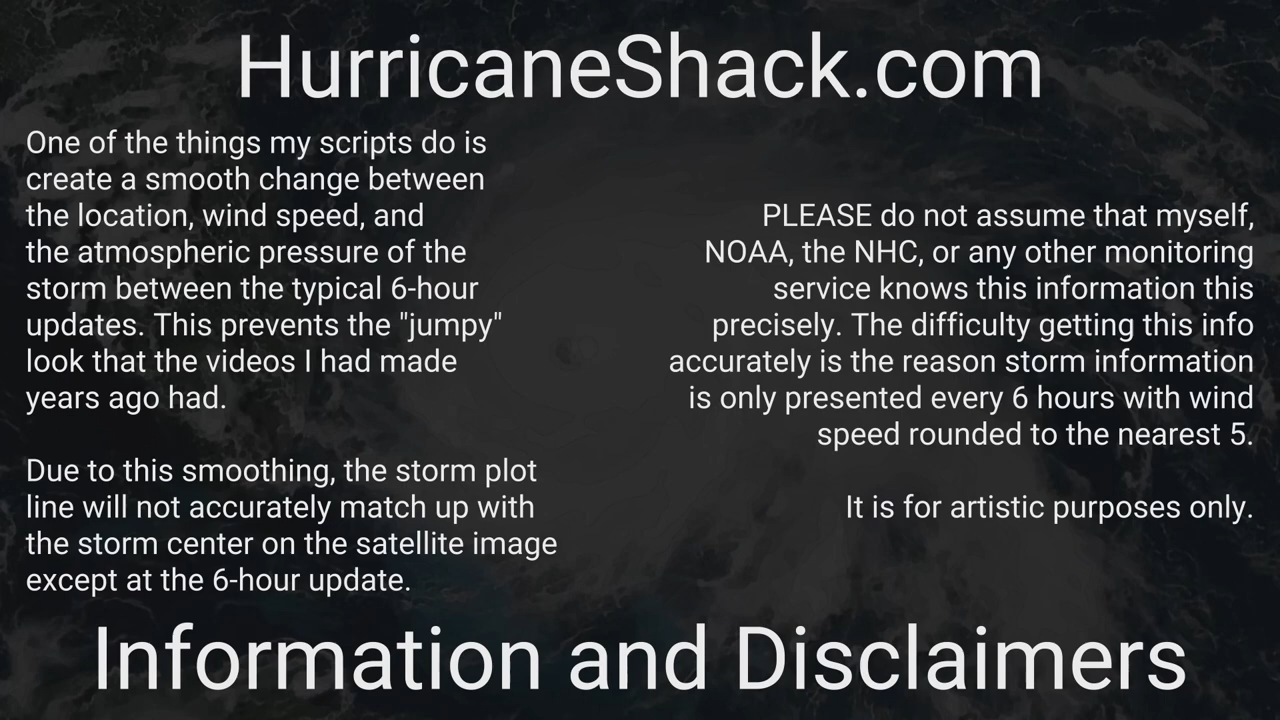 HurricaneShack.com
One of the things my scripts do is
create a smooth change between
the location, wind speed, and
the atmospheric pressure of the
storm between the typical 6-hour
updates. This prevents the "jumpy"
look that the videos I had made
years ago had.
Due to this smoothing, the storm plot
line will not accurately match up with
the storm center on the satellite image
except at the 6-hour update.
PLEASE do not assume that myself,
NOAA, the NHC, or any other monitoring
service knows this information this
precisely. The difficulty getting this info
accurately is the reason storm information
is only presented every 6 hours with wind
speed rounded to the nearest 5.
It is for artistic purposes only.
Information and Disclaimers